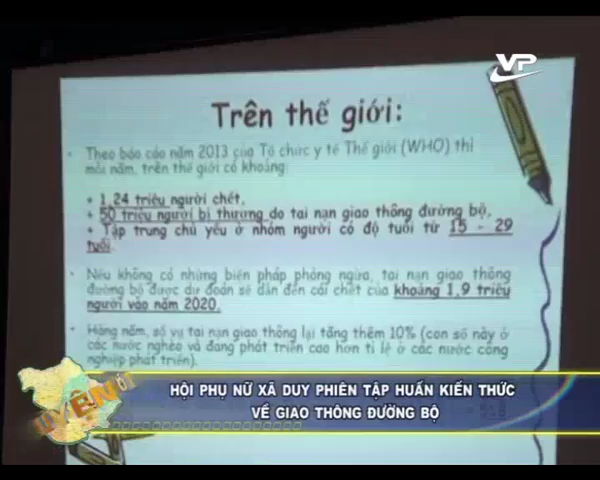 VP
Trên thế giới:
Theo báo cáo năm 2013 của Tổ chức y tế Thế giới (WHO) thì
mỗi năm, trên thế giới có khoảng:
+ 1,24 triệu người chết,
+ 50 triệu người bị thương do tai nạn giao thông đường bộ,
+ Tập trung chủ yếu ở nhóm người có độ tuổi từ 15 - 29
tuổi.
Nếu không có những biện pháp phòng ngừa, tai nạn giao thông
đường bộ được dự đoán sẽ dẫn đến cái chết của khoảng 1,9 triệu
người vào năm 2020.
Hàng năm, số vụ tai nạn giao thông lại tăng thêm 10% (con số này ở
các nước nghèo và đang phát triển cao hơn tỉ lệ ở các nước công
nghiệp phát triển).
HỘI PHỤ NỮ XÃ DUY PHIÊN TẬP HUẤN KIẾN THỨC
VỀ GIAO THÔNG ĐƯỜNG BỘ